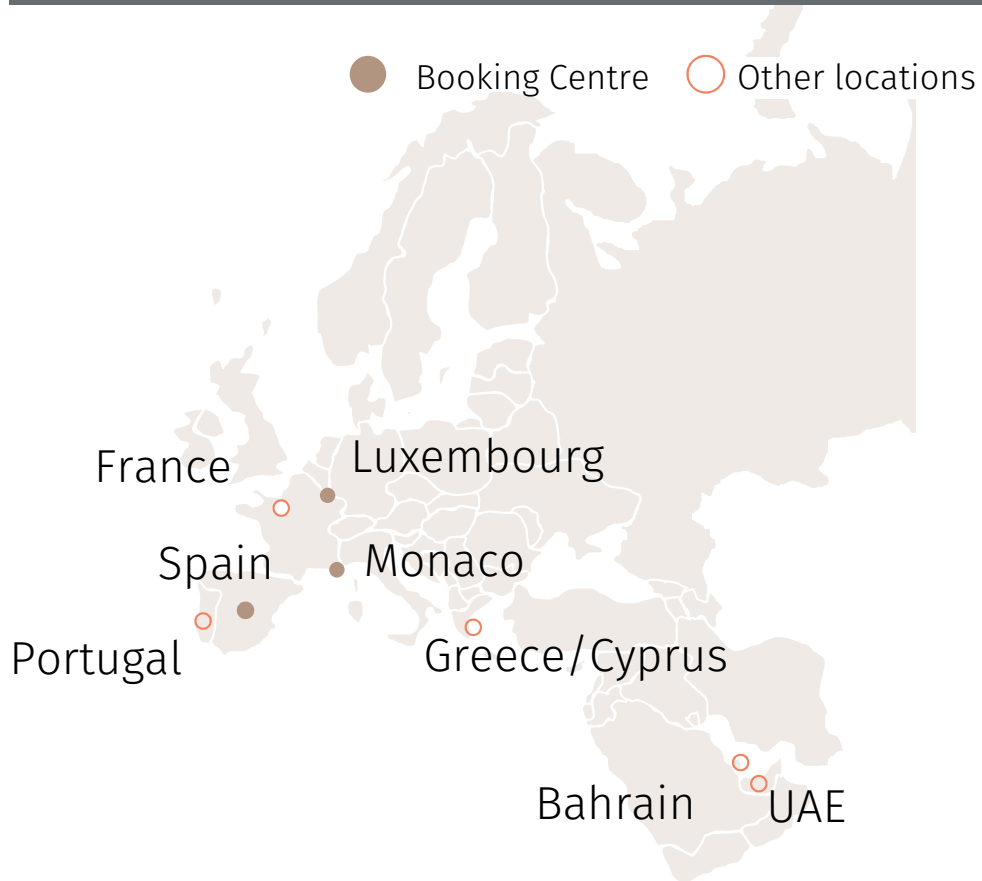 Booking Centre
Other locations
Luxembourg
France
Spain
Monaco
Portugal
Greece/Cyprus
Bahrain
UAE